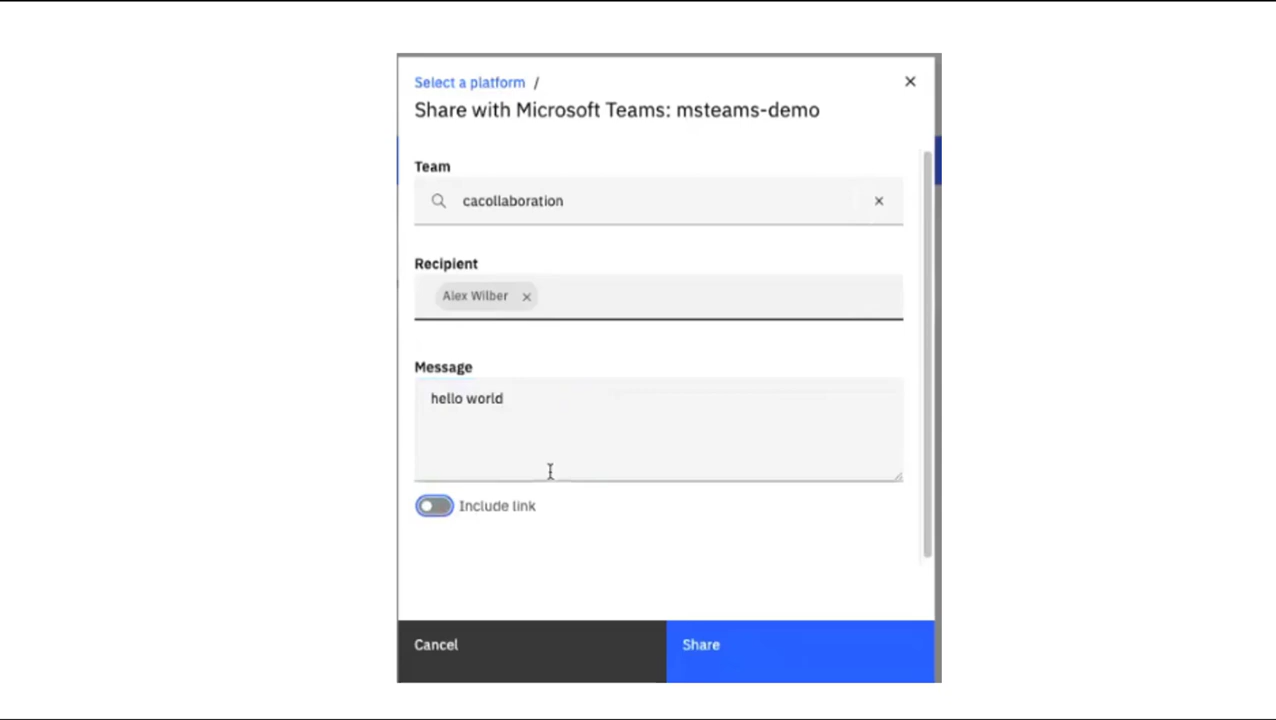 Select a platform /
Share with Microsoft Teams: msteams-demo
Team
cacollaboration
Recipient
Alex Wilber
Message
hello world
Include link
Cancel
Share